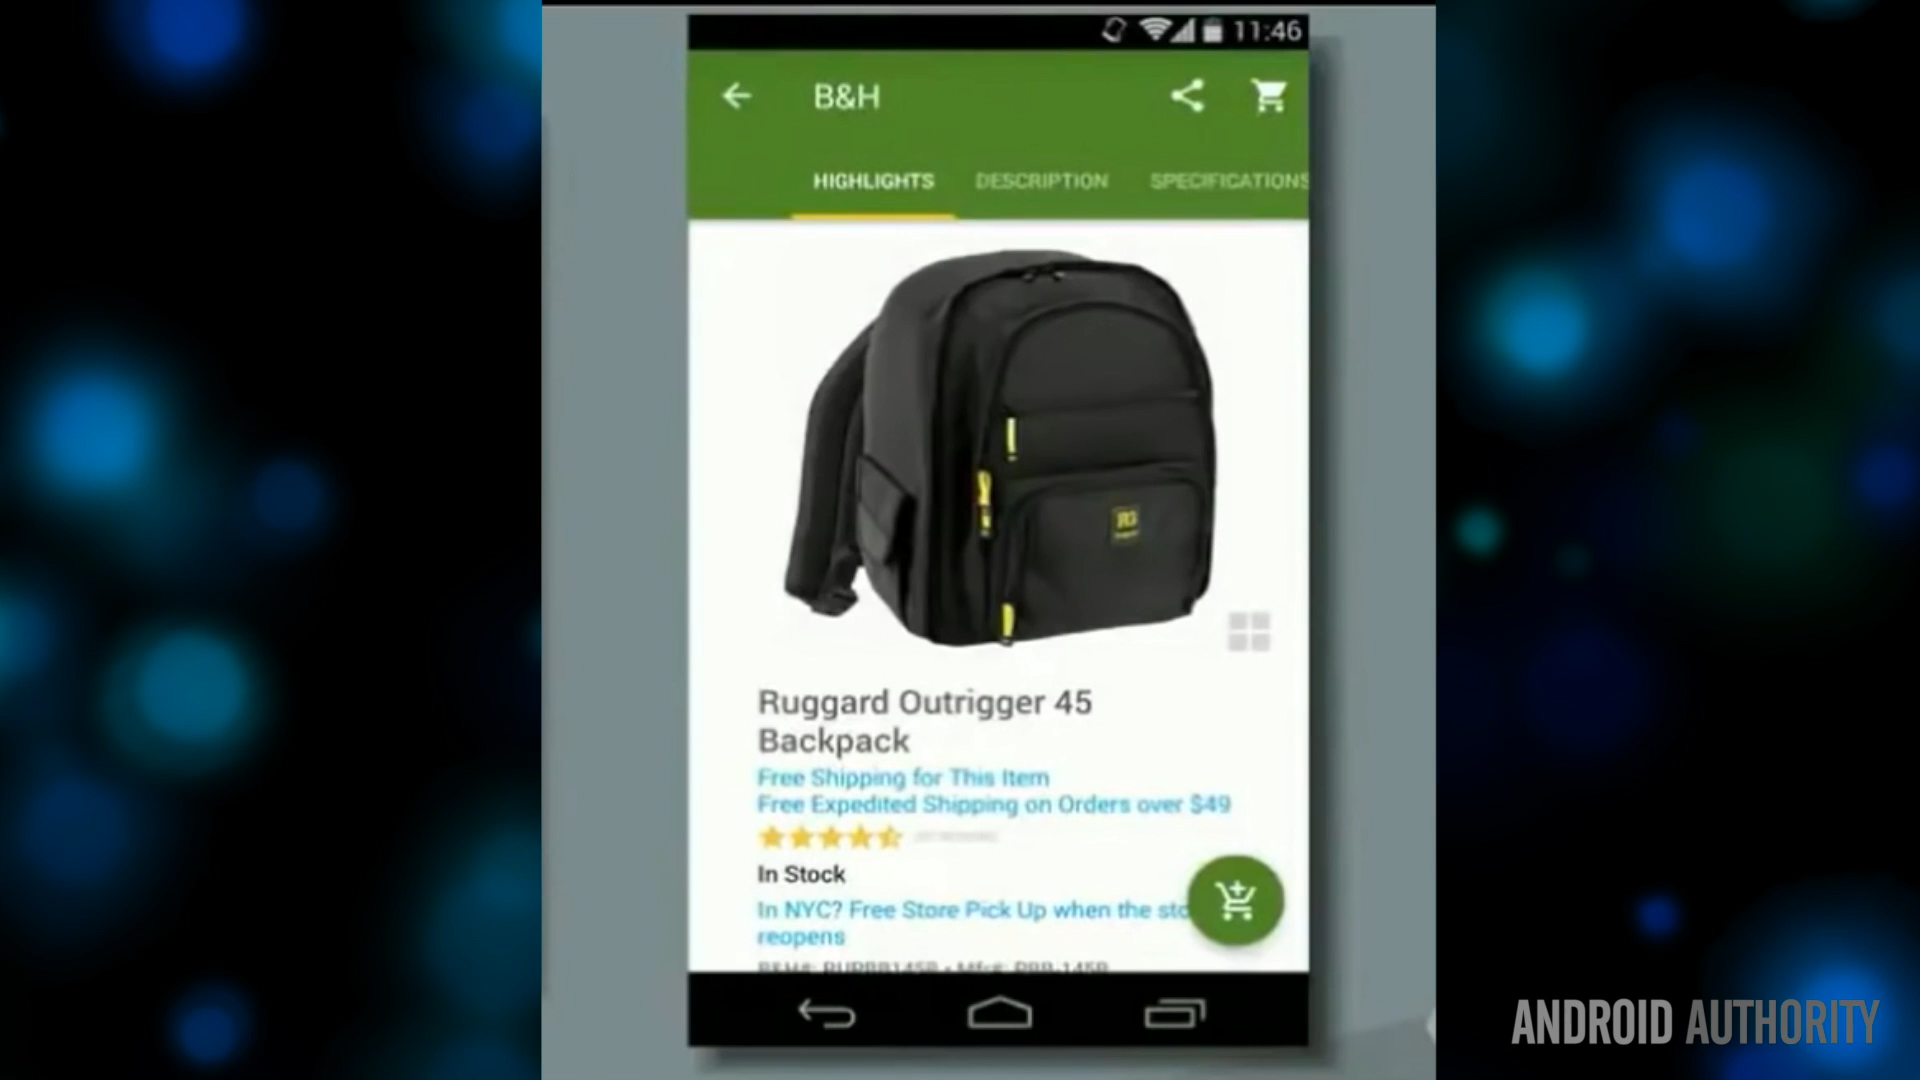 11:46
B&H
HIGHLIGHTS DESCRIPTION SPECIFICATIONS
Ruggard Outrigger 45
Backpack
Free Shipping for This Item
Free Expedited Shipping on Orders over $49
In Stock
In NYC? Free Store Pick Up when the sto
reopens
ANDROID AUTHORITY